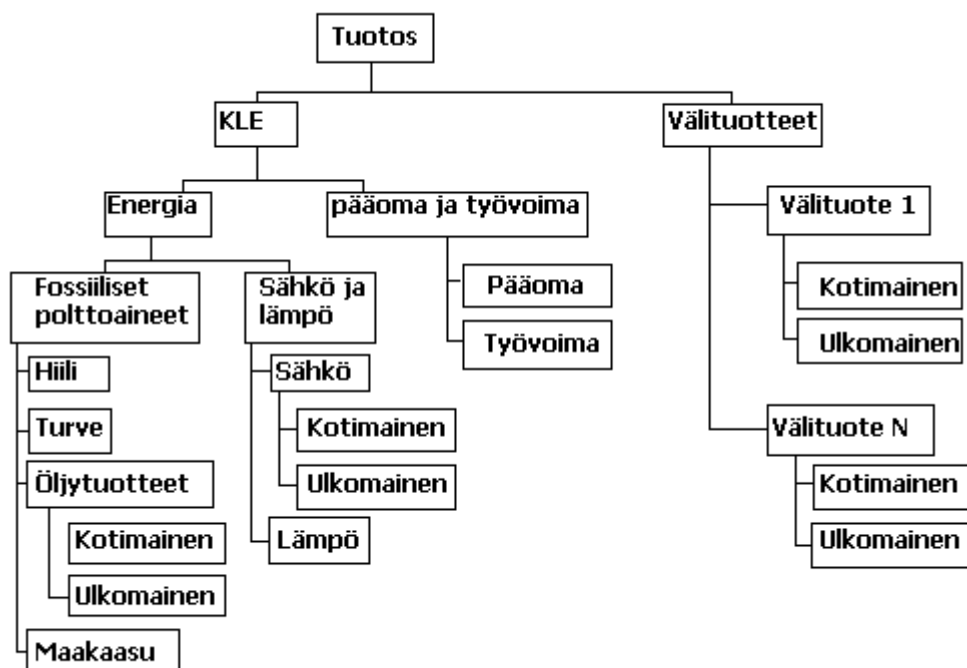 Tuotos
KLE
Välituotteet
Energia
pääoma ja työvoima
Välituote 1
Fossiiliset
polttoaineet
Sähkö ja
lämpö
Pääoma
Kotimainen
Työvoima
Ulkomainen
Hiili
Sähkö
Turve
Kotimainen
Välituote N
Öljytuotteet
Ulkomainen
Kotimainen
Kotimainen
Lämpö
Ulkomainen
Ulkomainen
Maakaasu